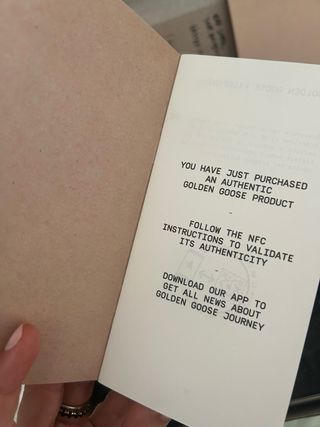 YOU HAVE JUST PURCHASED
AN AUTHENTIC
GOLDEN GOOSE PRODUCT
-
FOLLOW THE NFC
INSTRUCTIONS TO VALIDATE
ITS AUTHENTICITY
-
DOWNLOAD OUR APP TO
GET ALL NEWS ABOUT
GOLDEN GOOSE JOURNEY